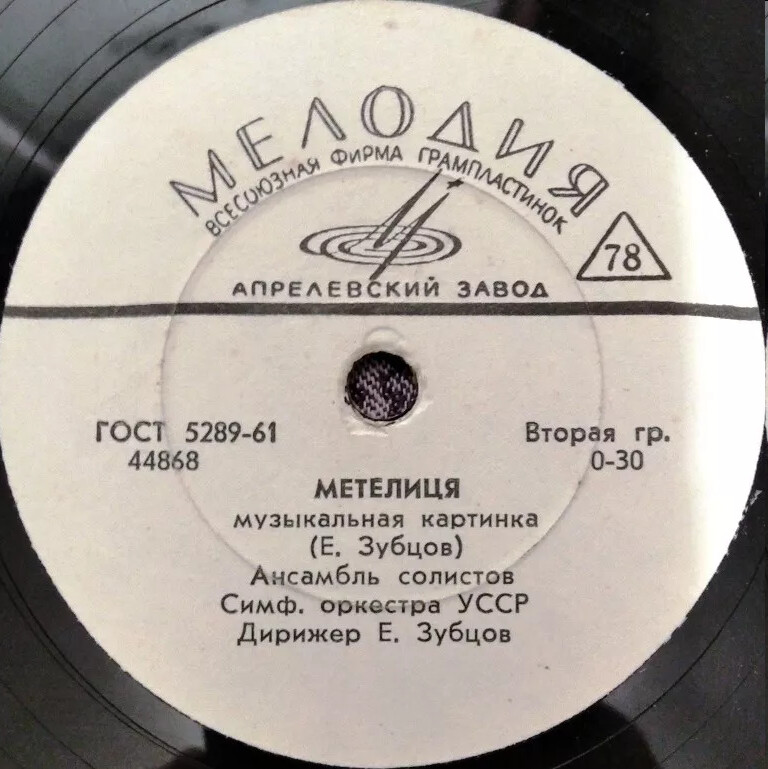 МЕЛОДИЯ
ВСЕСОЮЗНАЯ ФИРМА ГРАМПЛАСТИНОК
78
АПРЕЛЕВСКИЙ ЗАВОД
ГОСТ 5289-61
44868
Вторая гр.
0-30
МЕТЕЛИЦЯ
музыкальная картинка
(Е. Зубцов)
Ансамбль солистов
Симф. оркестра УССР
Дирижер Е. Зубцов